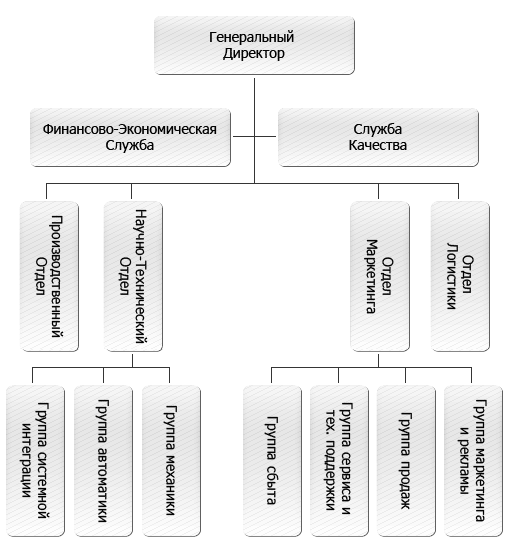 Генеральный
Директор
Финансово-Экономическая
Служба
Служба
Качества
Производственный
Отдел
Научно-Технический
Отдел
Отдел
Маркетинга
Отдел
Логистики
Группа системной
интеграции
Группа автоматики
Группа механики
Группа сбыта
Группа сервиса и
тех. поддержки
Группа продаж
Группа маркетинга
и рекламы